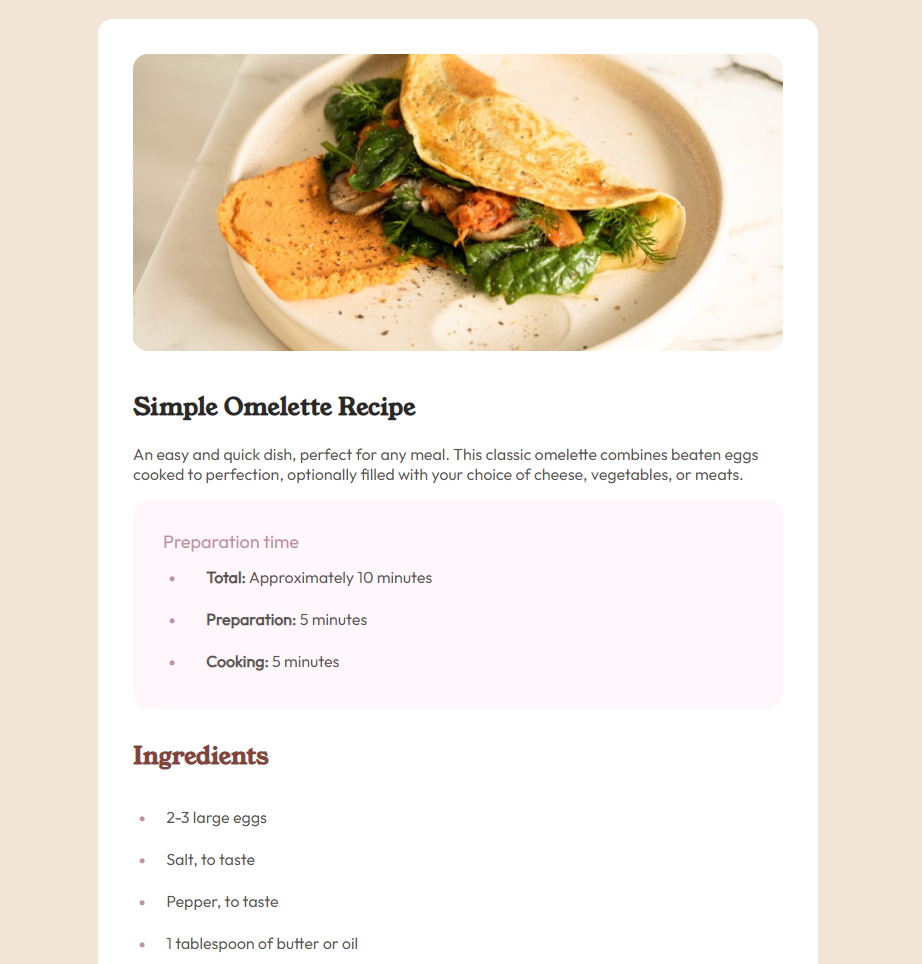 Simple Omelette Recipe
An easy and quick dish, perfect for any meal. This classic omelette combines beaten eggs
cooked to perfection, optionally filled with your choice of cheese, vegetables, or meats.
Preparation time
• Total: Approximately 10 minutes
• Preparation: 5 minutes
• Cooking: 5 minutes
Ingredients
• 2-3 large eggs
• Salt, to taste
• Pepper, to taste
• 1 tablespoon of butter or oil